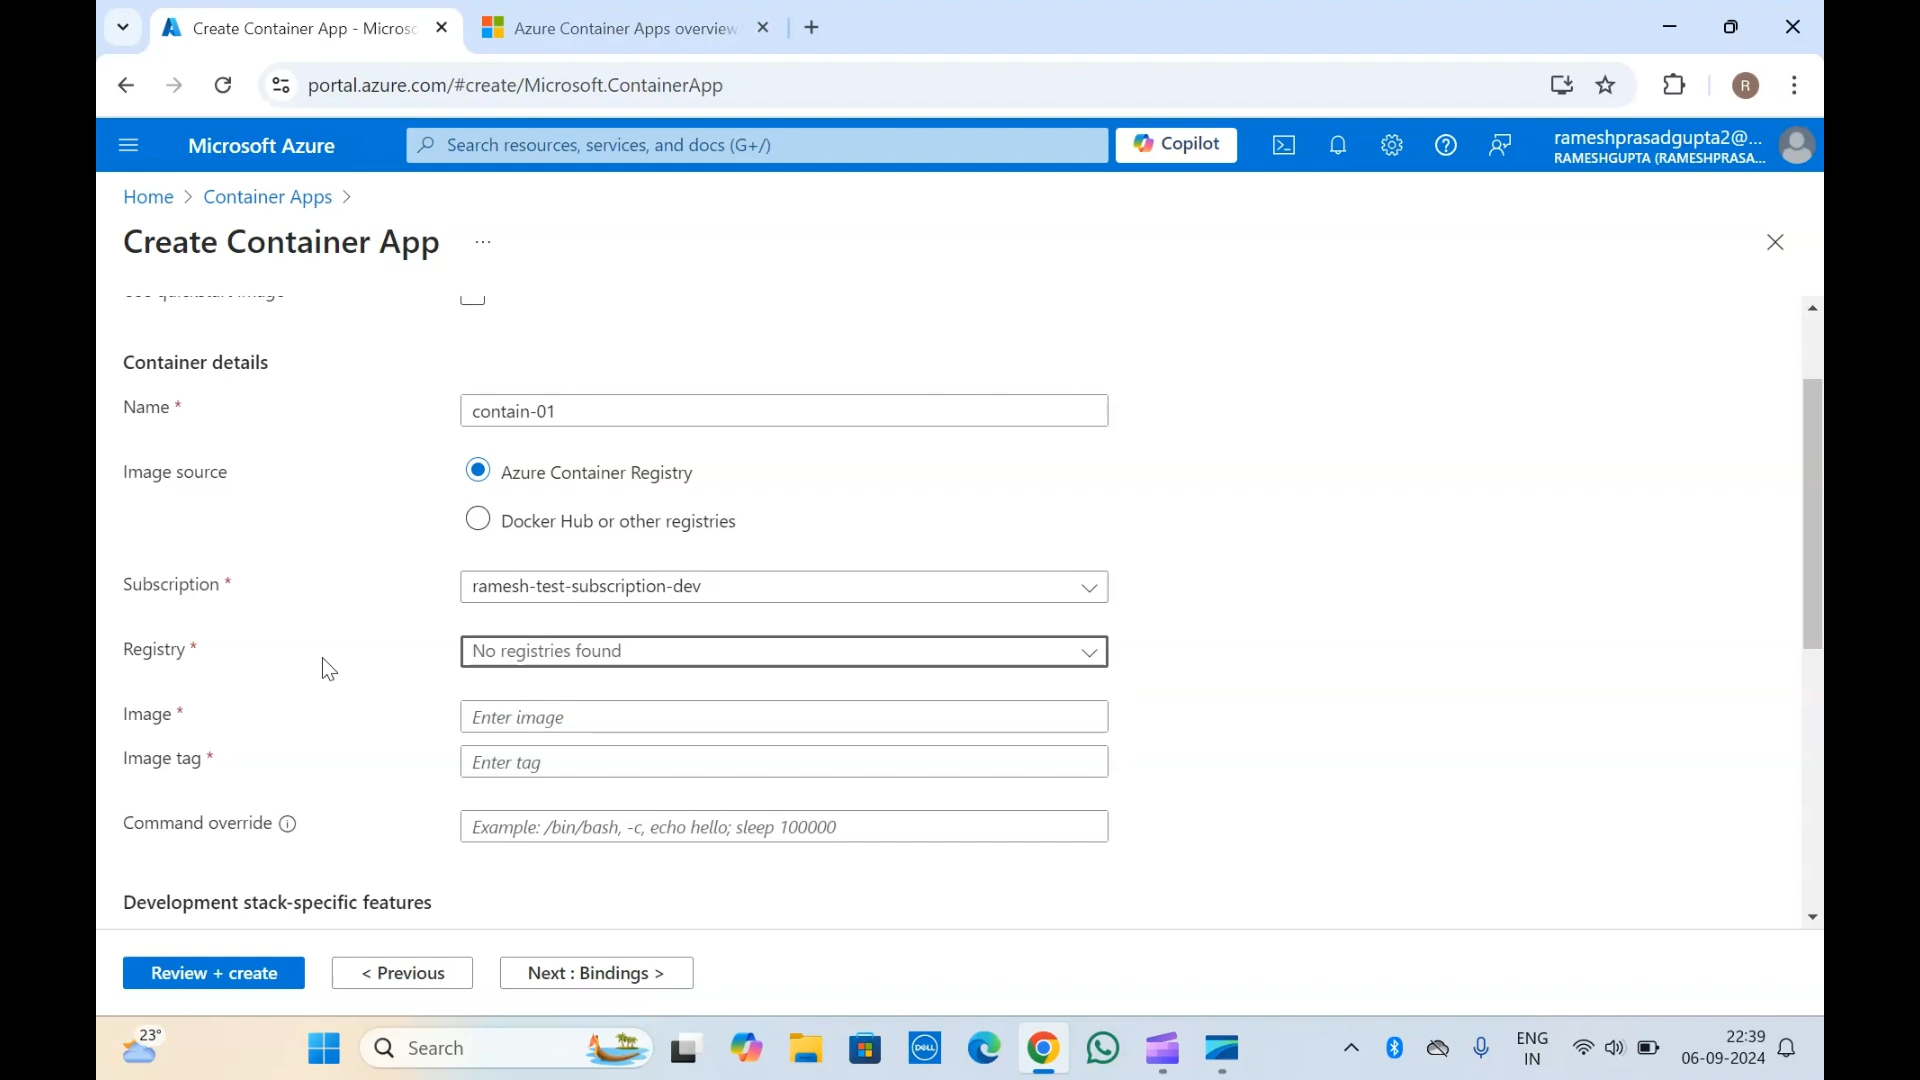 Create Container App - Microsc
Azure Container Apps overview
portal.azure.com/#create/Microsoft.ContainerApp
R
Microsoft Azure
Search resources, services, and docs (G+/)
Copilot
rameshprasadgupta2@...
RAMESHGUPTA (RAMESHPRASA...
Home > Container Apps >
Create Container App ...
Use quickstart image
Container details
Name *
contain-01
Image source
Azure Container Registry
Docker Hub or other registries
Subscription *
ramesh-test-subscription-dev
Registry *
No registries found
Image *
Enter image
Image tag *
Enter tag
Command override
Example: /bin/bash, -c, echo hello; sleep 100000
Development stack-specific features
Review + create
< Previous
Next : Bindings >
23°
Search
DELL
ENG
IN
22:39
06-09-2024